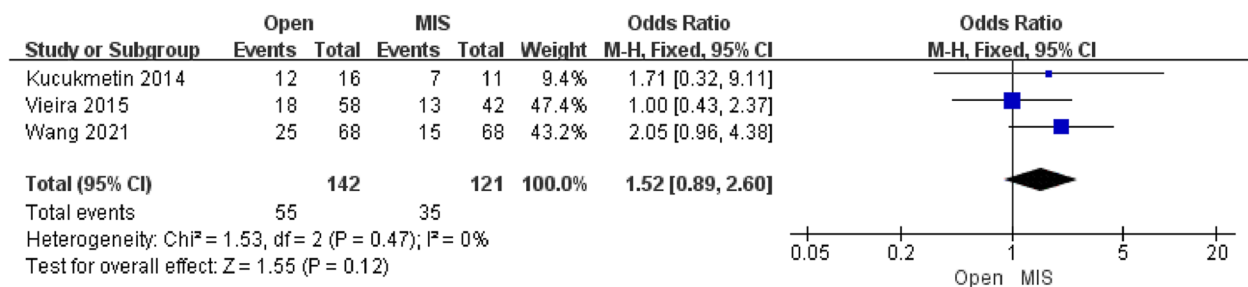 Open MIS Odds Ratio Odds Ratio
Study or Subgroup Events Total Events Total Weight M-H, Fixed, 95% CI M-H, Fixed, 95% CI
Kucukmetin 2014 12 16 7 11 9.4% 1.71 [0.32, 9.11]
Vieira 2015 18 58 13 42 47.4% 1.00 [0.43, 2.37]
Wang 2021 25 68 15 68 43.2% 2.05 [0.96, 4.38]
Total (95% CI) 142 121 100.0% 1.52 [0.89, 2.60]
Total events 55 35
Heterogeneity: Chi² = 1.53, df = 2 (P = 0.47); I² = 0%
Test for overall effect: Z = 1.55 (P = 0.12)
0.05 0.2 1 5 20
Open MIS